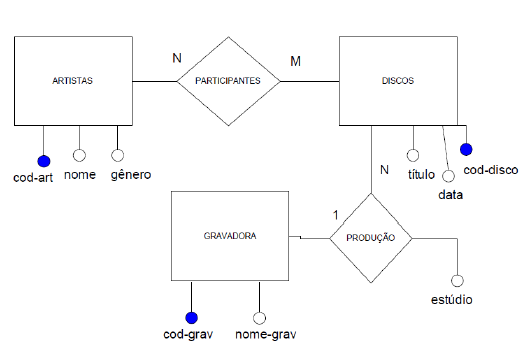 N
M
ARTISTAS
PARTICIPANTES
DISCOS
cod-art
nome
gênero
N
título
cod-disco
data
1
GRAVADORA
PRODUÇÃO
estúdio
cod-grav
nome-grav